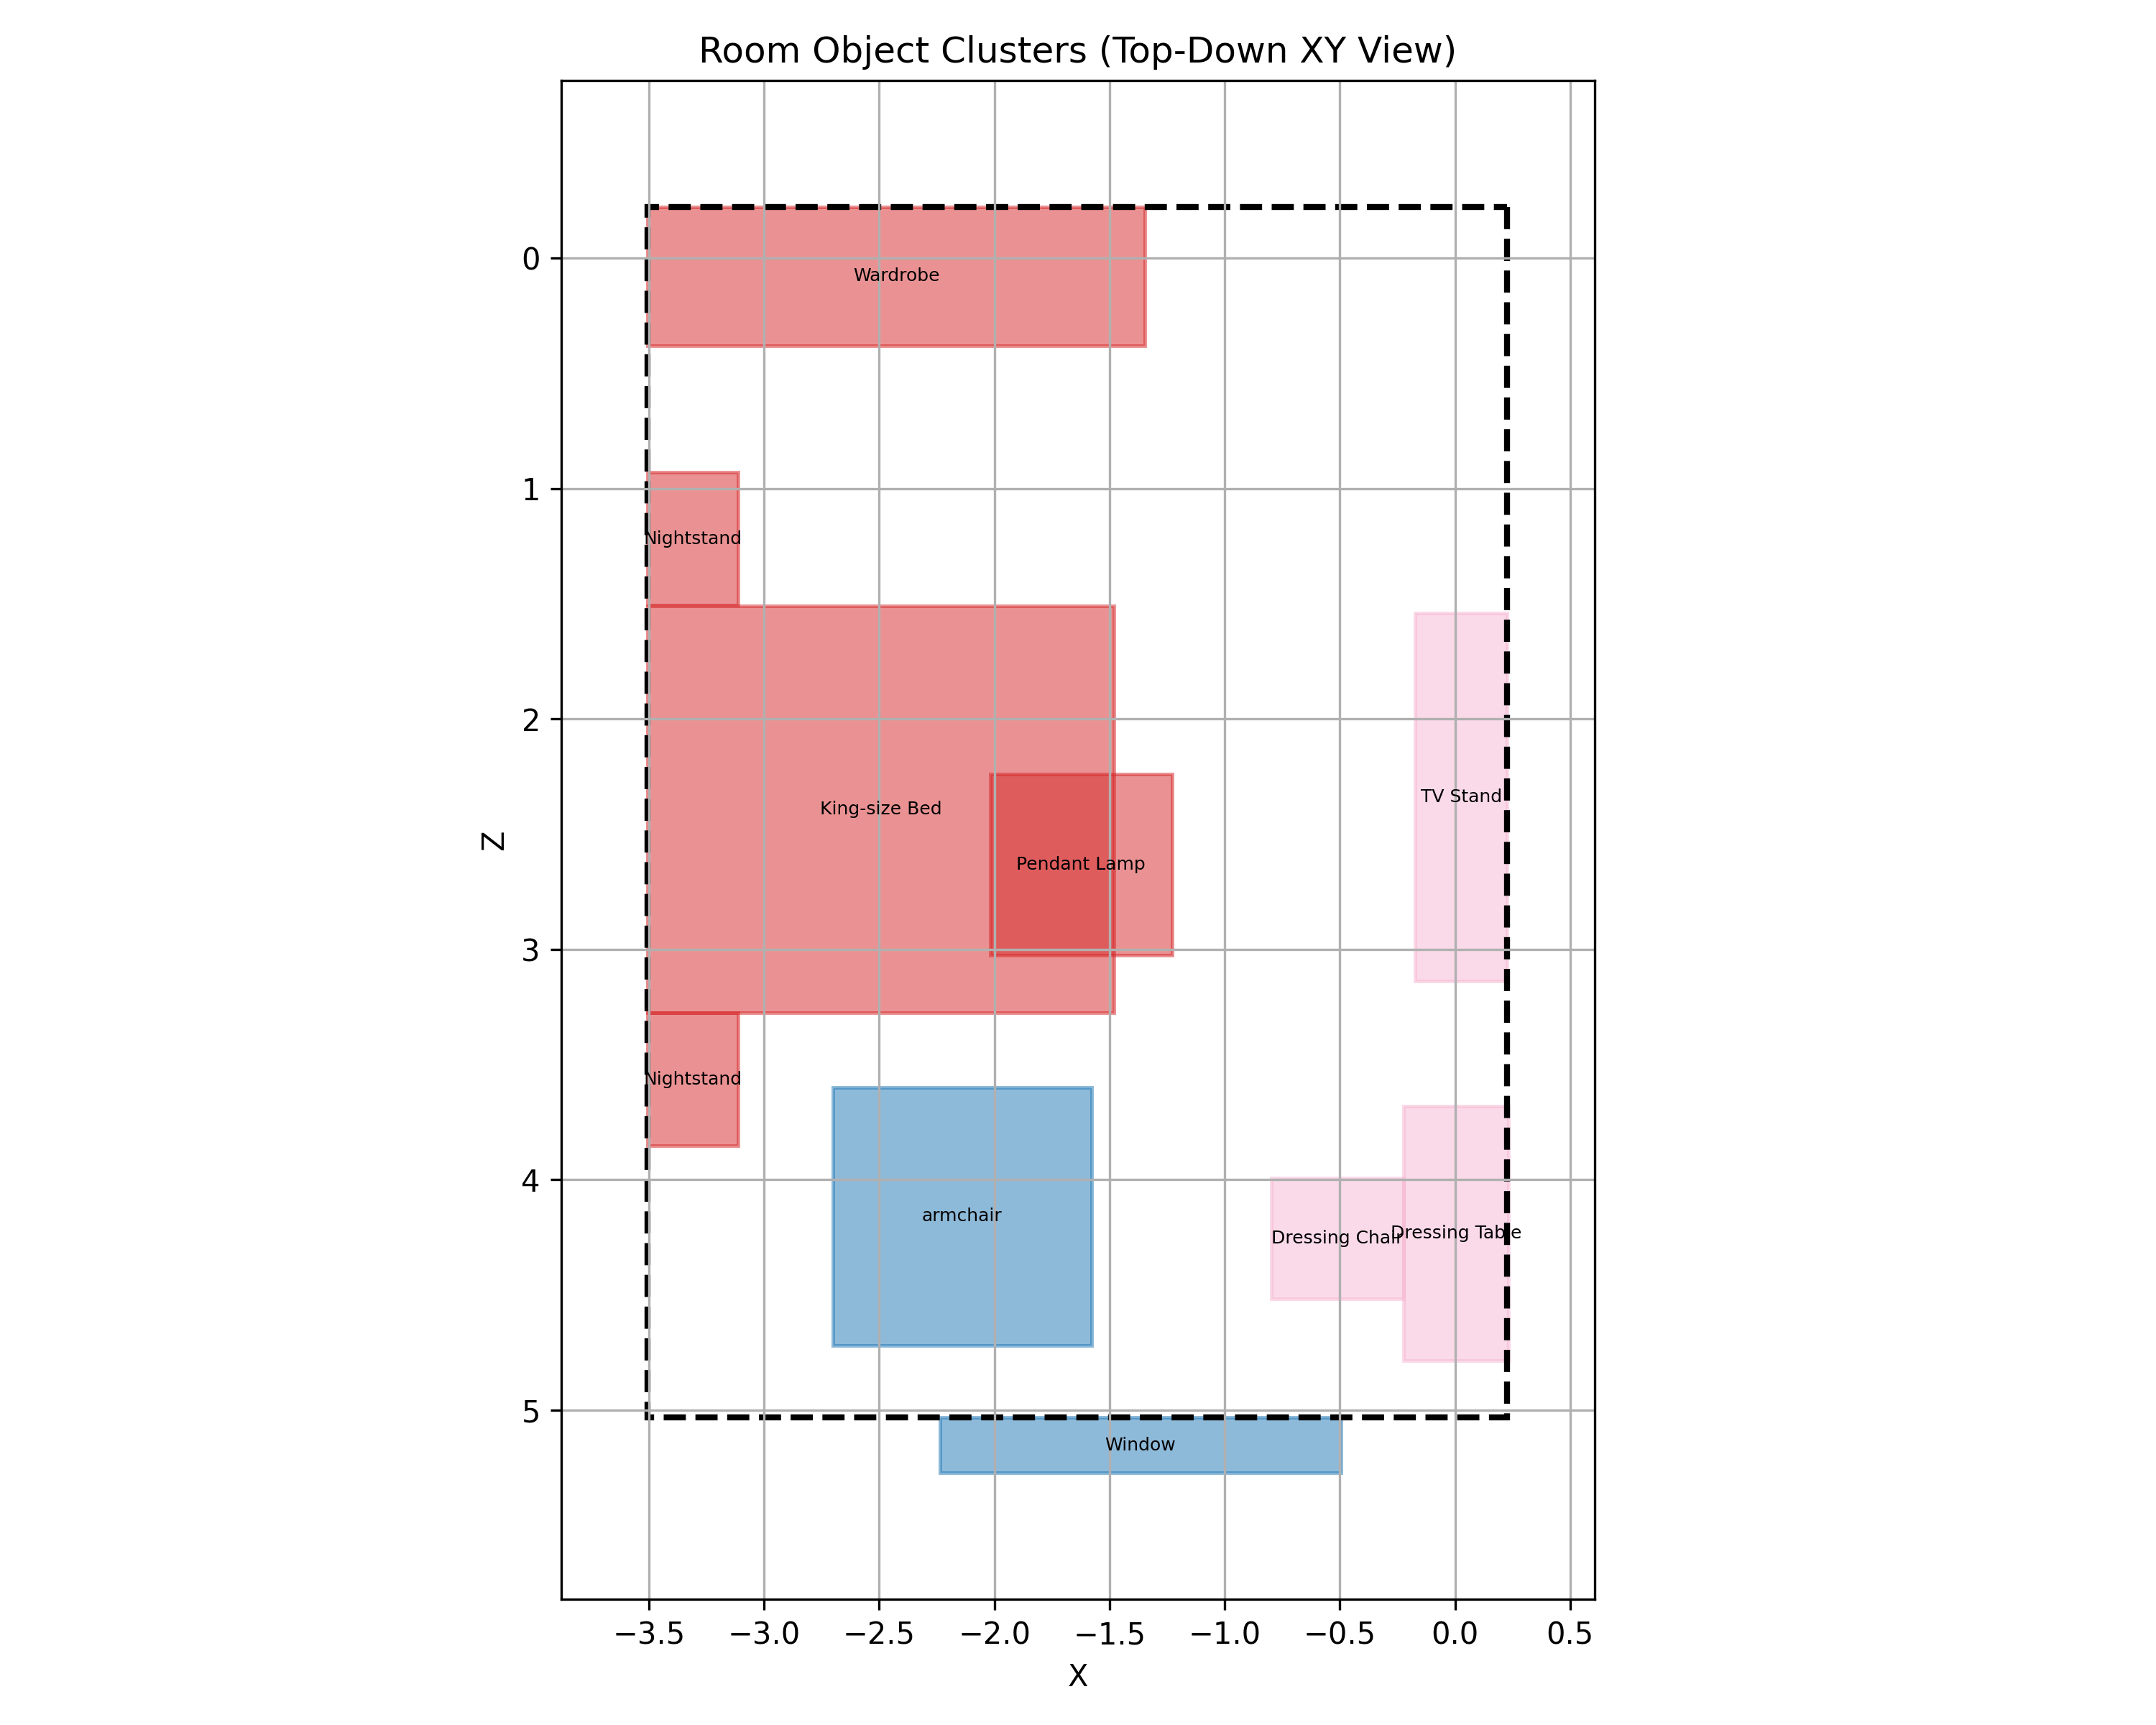 Room Object Clusters (Top-Down XY View)
0
Wardrobe
1
Nightstand
2
TV Stand
King-size Bed
Z
Pendant Lamp
3
Nightstand
4
armchair
Dressing Chair
Dressing Table
5
Window
−3.5 −3.0 −2.5 −2.0 −1.5 −1.0 −0.5 0.0 0.5
X